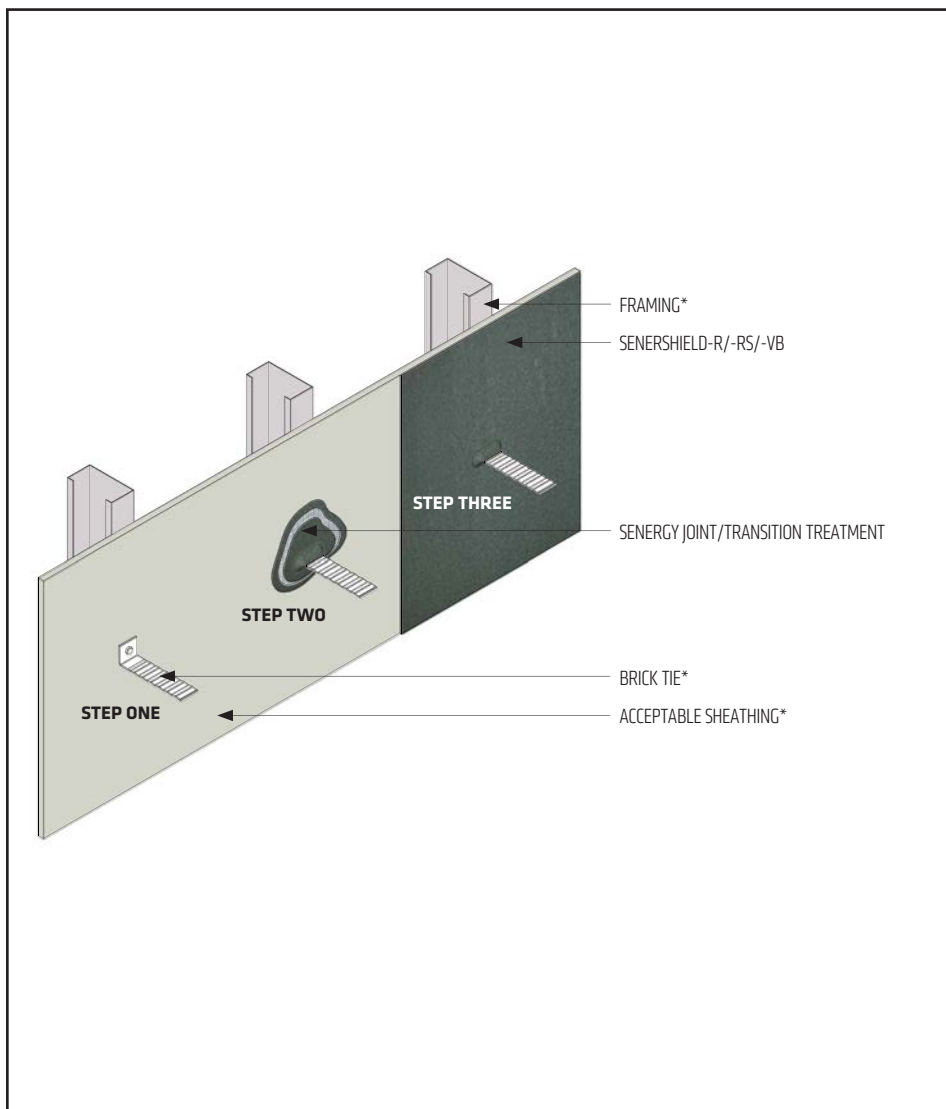 FRAMING*
SENERSHIELD-R/-RS/-VB
STEP THREE
SENERGY JOINT/TRANSITION TREATMENT
STEP TWO
BRICK TIE*
STEP ONE
ACCEPTABLE SHEATHING*